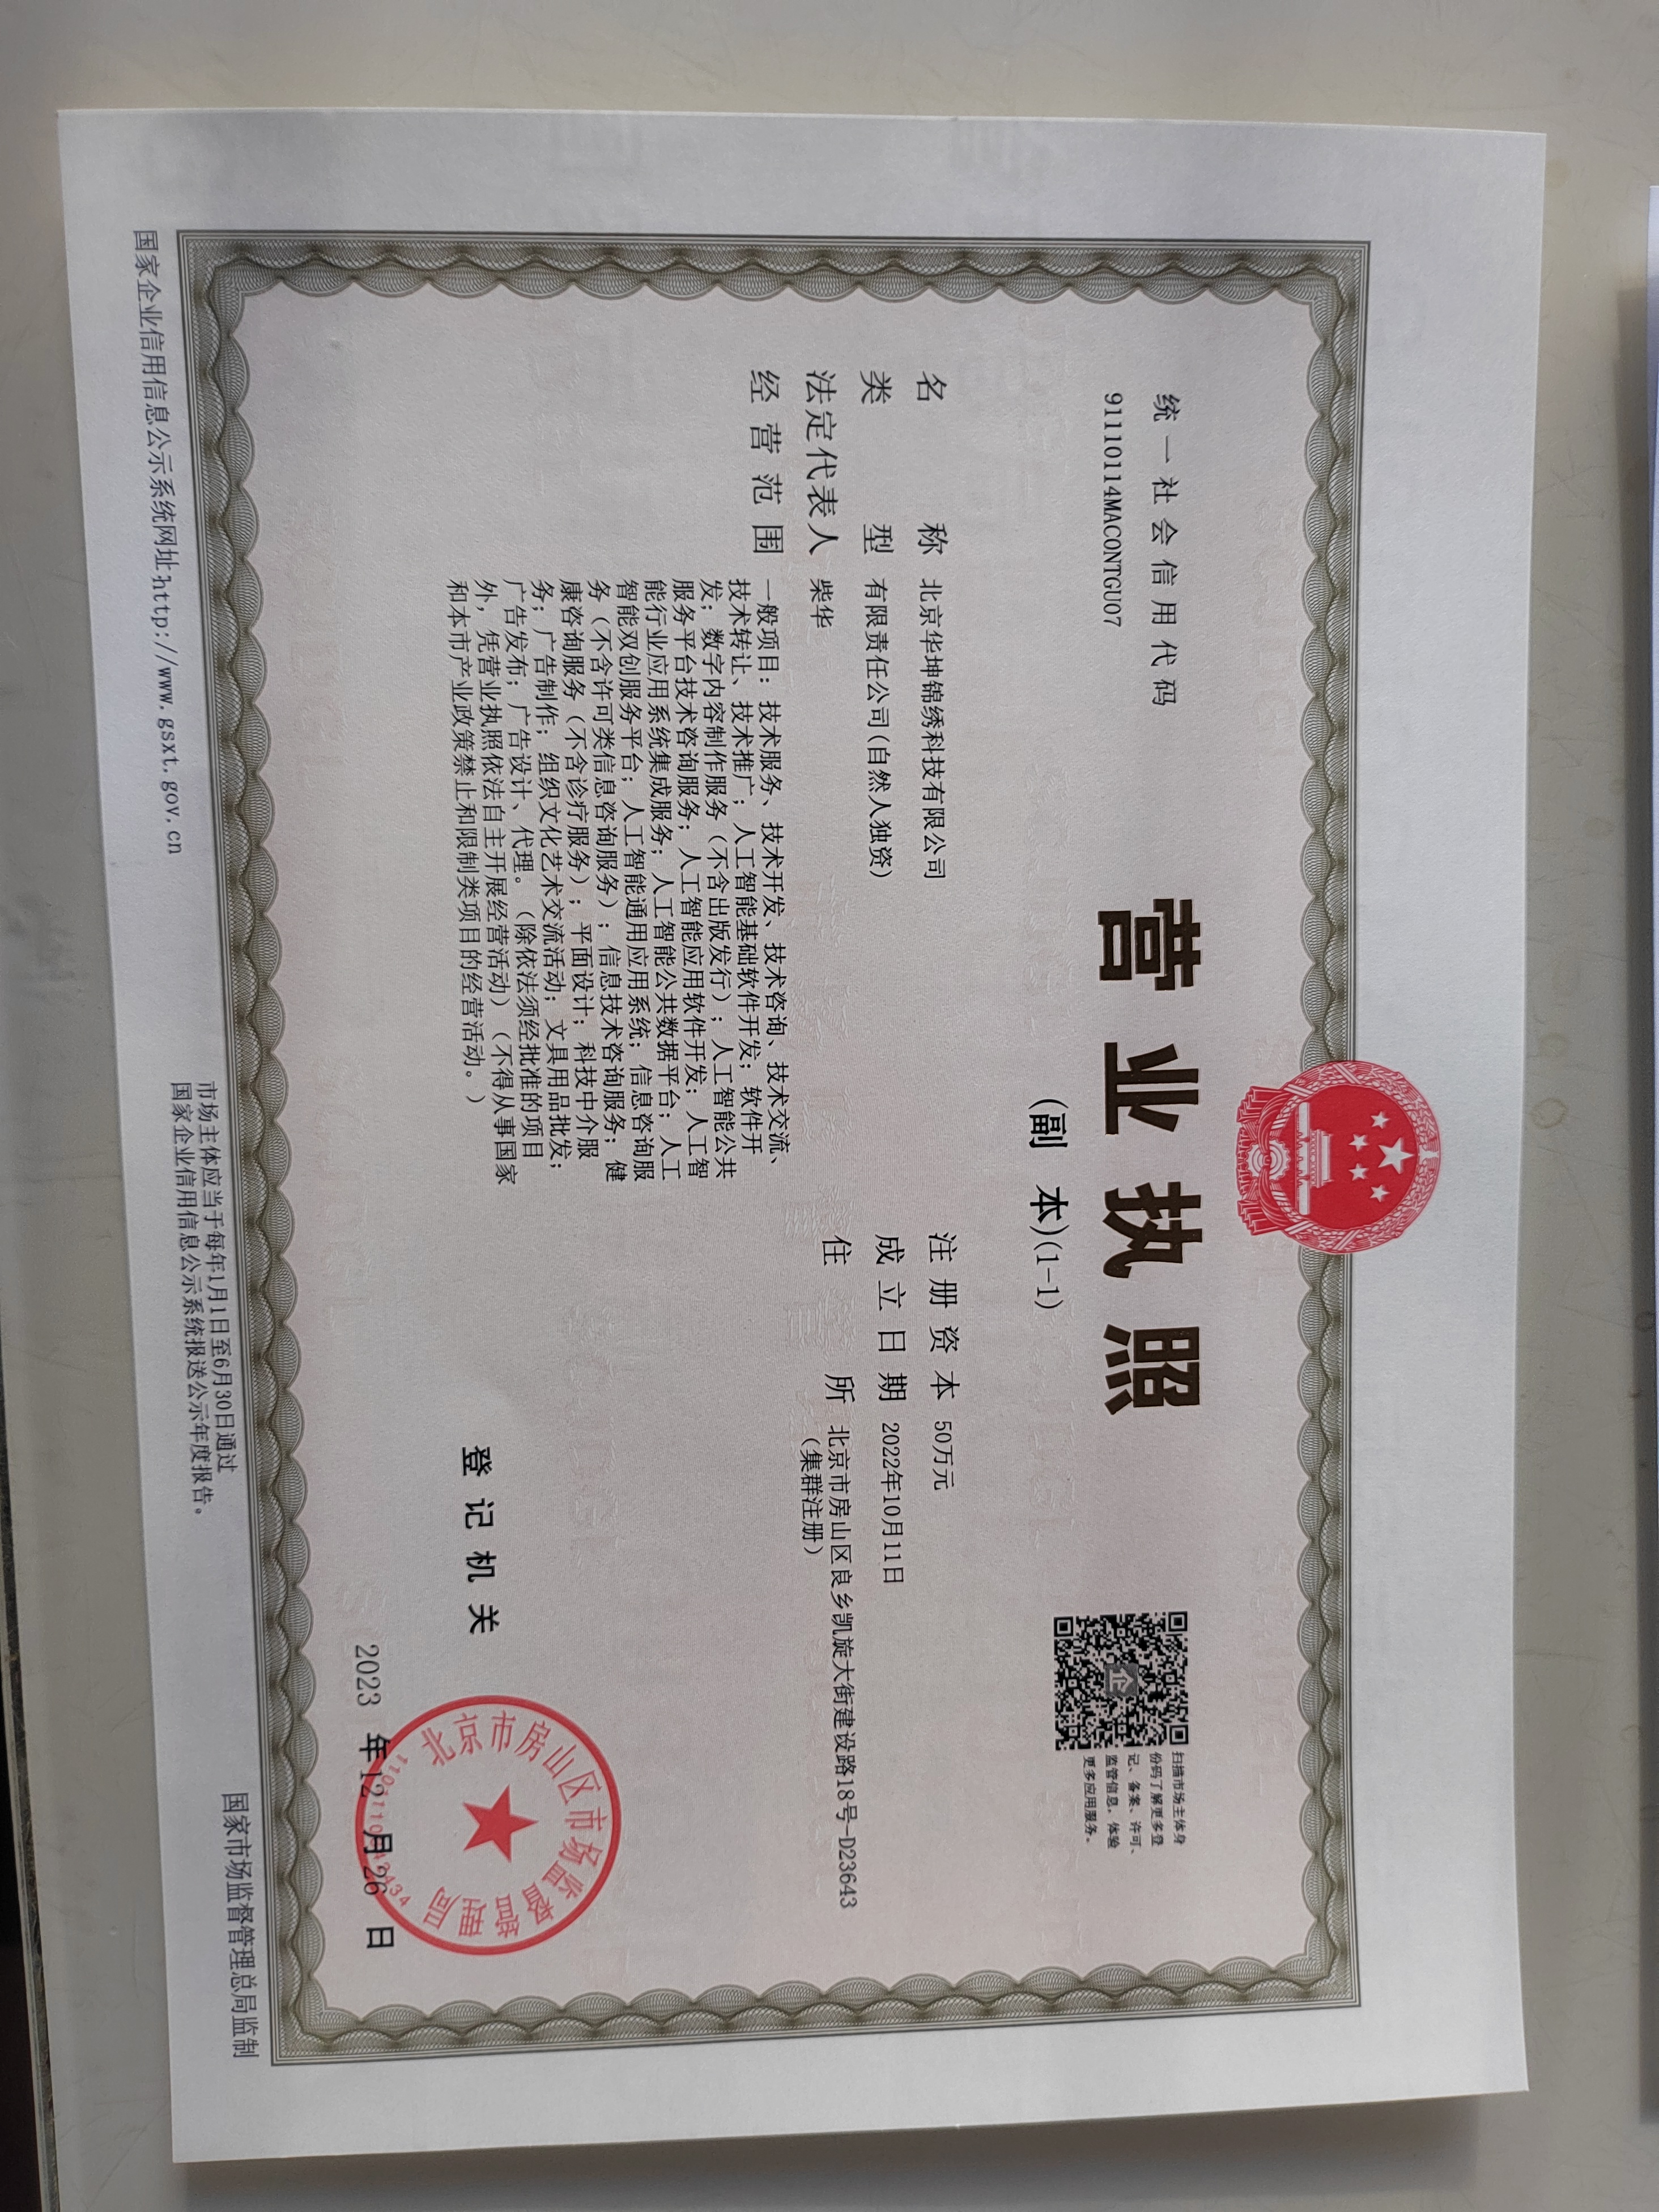 统一社会信用代码
91110114MAC0NTGU07
营业执照
(副 本)(1-1)
扫描市场主体身
份码了解更多登
记、备案、许可、
监管信息，体验
更多应用服务。
名 称 北京华坤锦绣科技有限公司
类 型 有限责任公司(自然人独资)
法定代表人 柴华
经营范围 一般项目：技术服务、技术开发、技术咨询、技术交流、
技术转让、技术推广；人工智能基础软件开发；软件开
发；数字内容制作服务（不含出版发行）；人工智能公共
服务平台技术咨询服务；人工智能应用软件开发；人工智
能行业应用系统集成服务；人工智能公共数据平台；人工
智能双创服务平台；人工智能通用应用系统；信息咨询服
务（不含许可类信息咨询服务）；信息技术咨询服务；健
康咨询服务（不含诊疗服务）；平面设计；科技中介服
务；广告制作；组织文化艺术交流活动；文具用品批发；
广告发布；广告设计、代理。（除依法须经批准的项目
外，凭营业执照依法自主开展经营活动）（不得从事国家
和本市产业政策禁止和限制类项目的经营活动。）
注册资本 50万元
成立日期 2022年10月11日
住 所 北京市房山区良乡凯旋大街建设路18号-D23643
（集群注册）
登记机关
北京市房山区市场监督管理局
2023 年12月26 日
国家企业信用信息公示系统网址http://www.gsxt.gov.cn
市场主体应当于每年1月1日至6月30日通过
国家企业信用信息公示系统报送公示年度报告。
国家市场监督管理总局监制